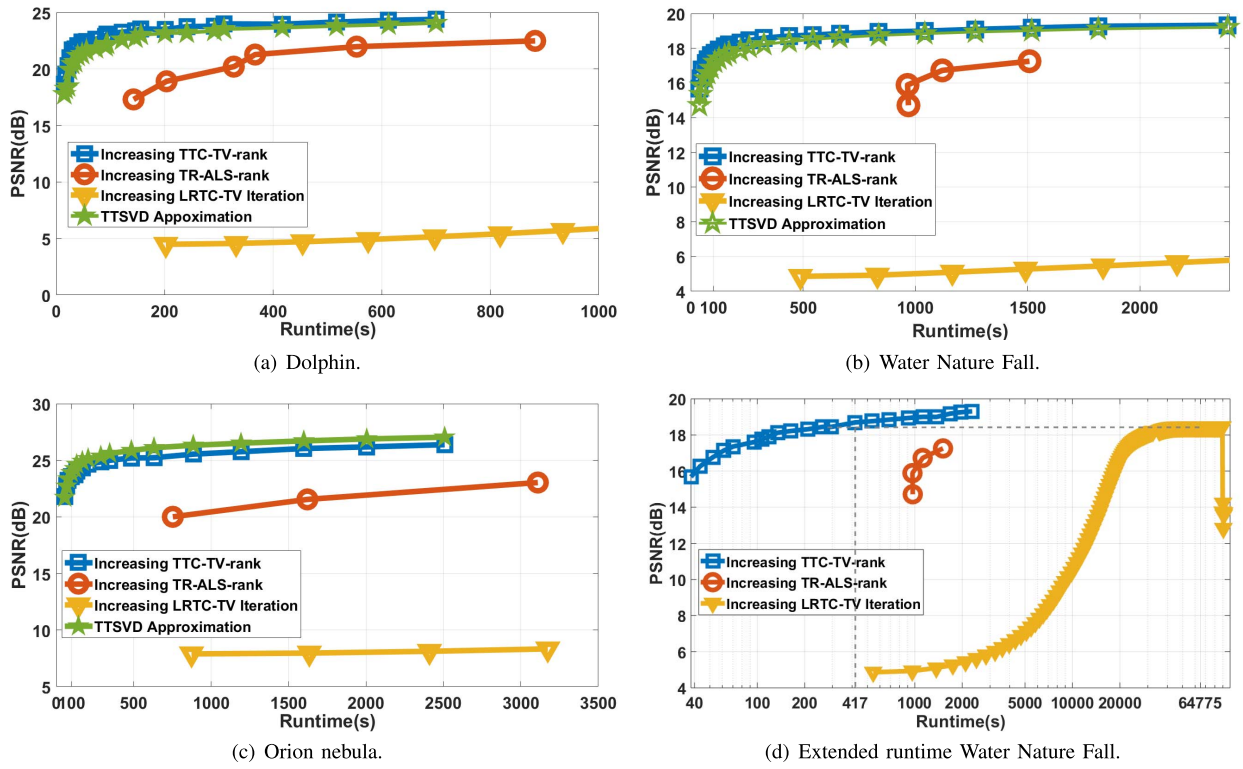 25
20
15
10
5
0
PSNR(dB)
Increasing TTC-TV-rank
Increasing TR-ALS-rank
Increasing LRTC-TV Iteration
TTSVD Appoximation
0 200 400 600 800 1000
Runtime(s)
(a) Dolphin.
20
18
16
14
12
10
8
6
4
PSNR(dB)
Increasing TTC-TV-rank
Increasing TR-ALS-rank
Increasing LRTC-TV Iteration
TTSVD Approximation
0 100 500 1000 1500 2000
Runtime(s)
(b) Water Nature Fall.
30
25
20
15
10
5
PSNR(dB)
Increasing TTC-TV-rank
Increasing TR-ALS-rank
Increasing LRTC-TV Iteration
TTSVD Approximation
0100 500 1000 1500 2000 2500 3000 3500
Runtime(s)
(c) Orion nebula.
20
18
16
14
12
10
8
6
4
PSNR(dB)
Increasing TTC-TV-rank
Increasing TR-ALS-rank
Increasing LRTC-TV Iteration
40 100 200 417 1000 2000 5000 10000 20000 64775
Runtime(s)
(d) Extended runtime Water Nature Fall.